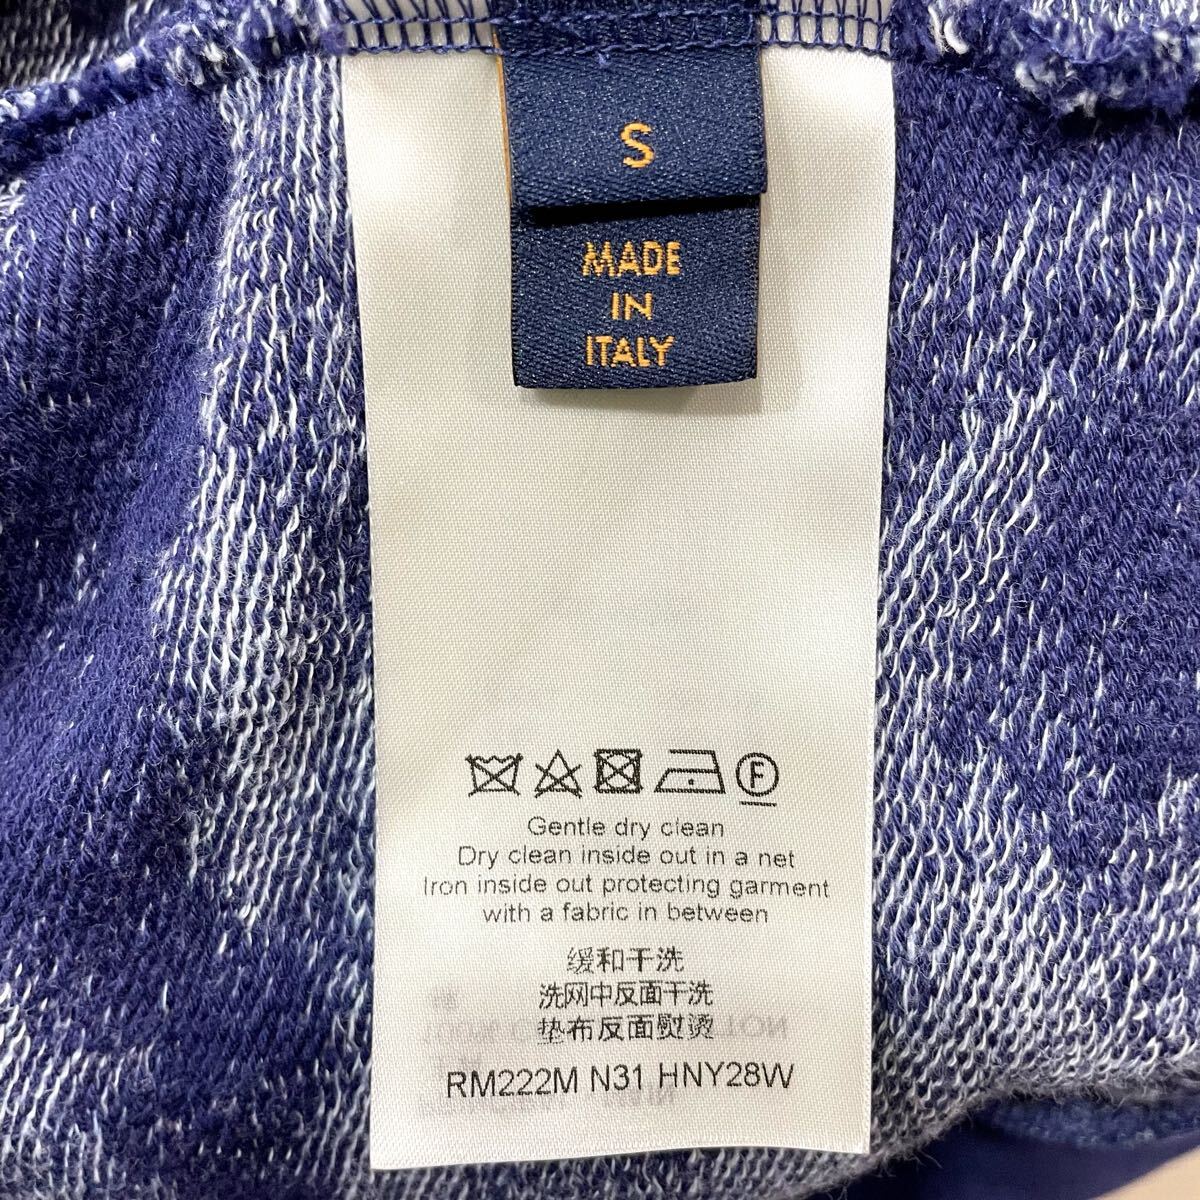 S
MADE
IN
ITALY
F
Gentle dry clean
Dry clean inside out in a net
Iron inside out protecting garment
with a fabric in between
缓和干洗
洗网中反面干洗
垫布反面熨烫
RM222M N31 HNY28W